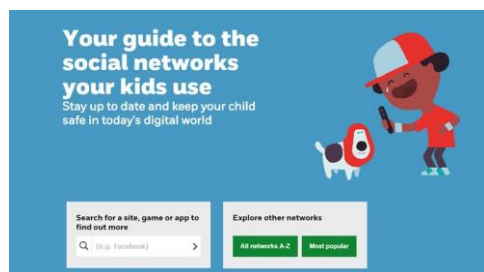 Your guide to the
social networks
your kids use
Stay up to date and keep your child
safe in today's digital world
Search for a site, game or app to
find out more
(e.g. Facebook)
Explore other networks
All networks A-Z
Most popular